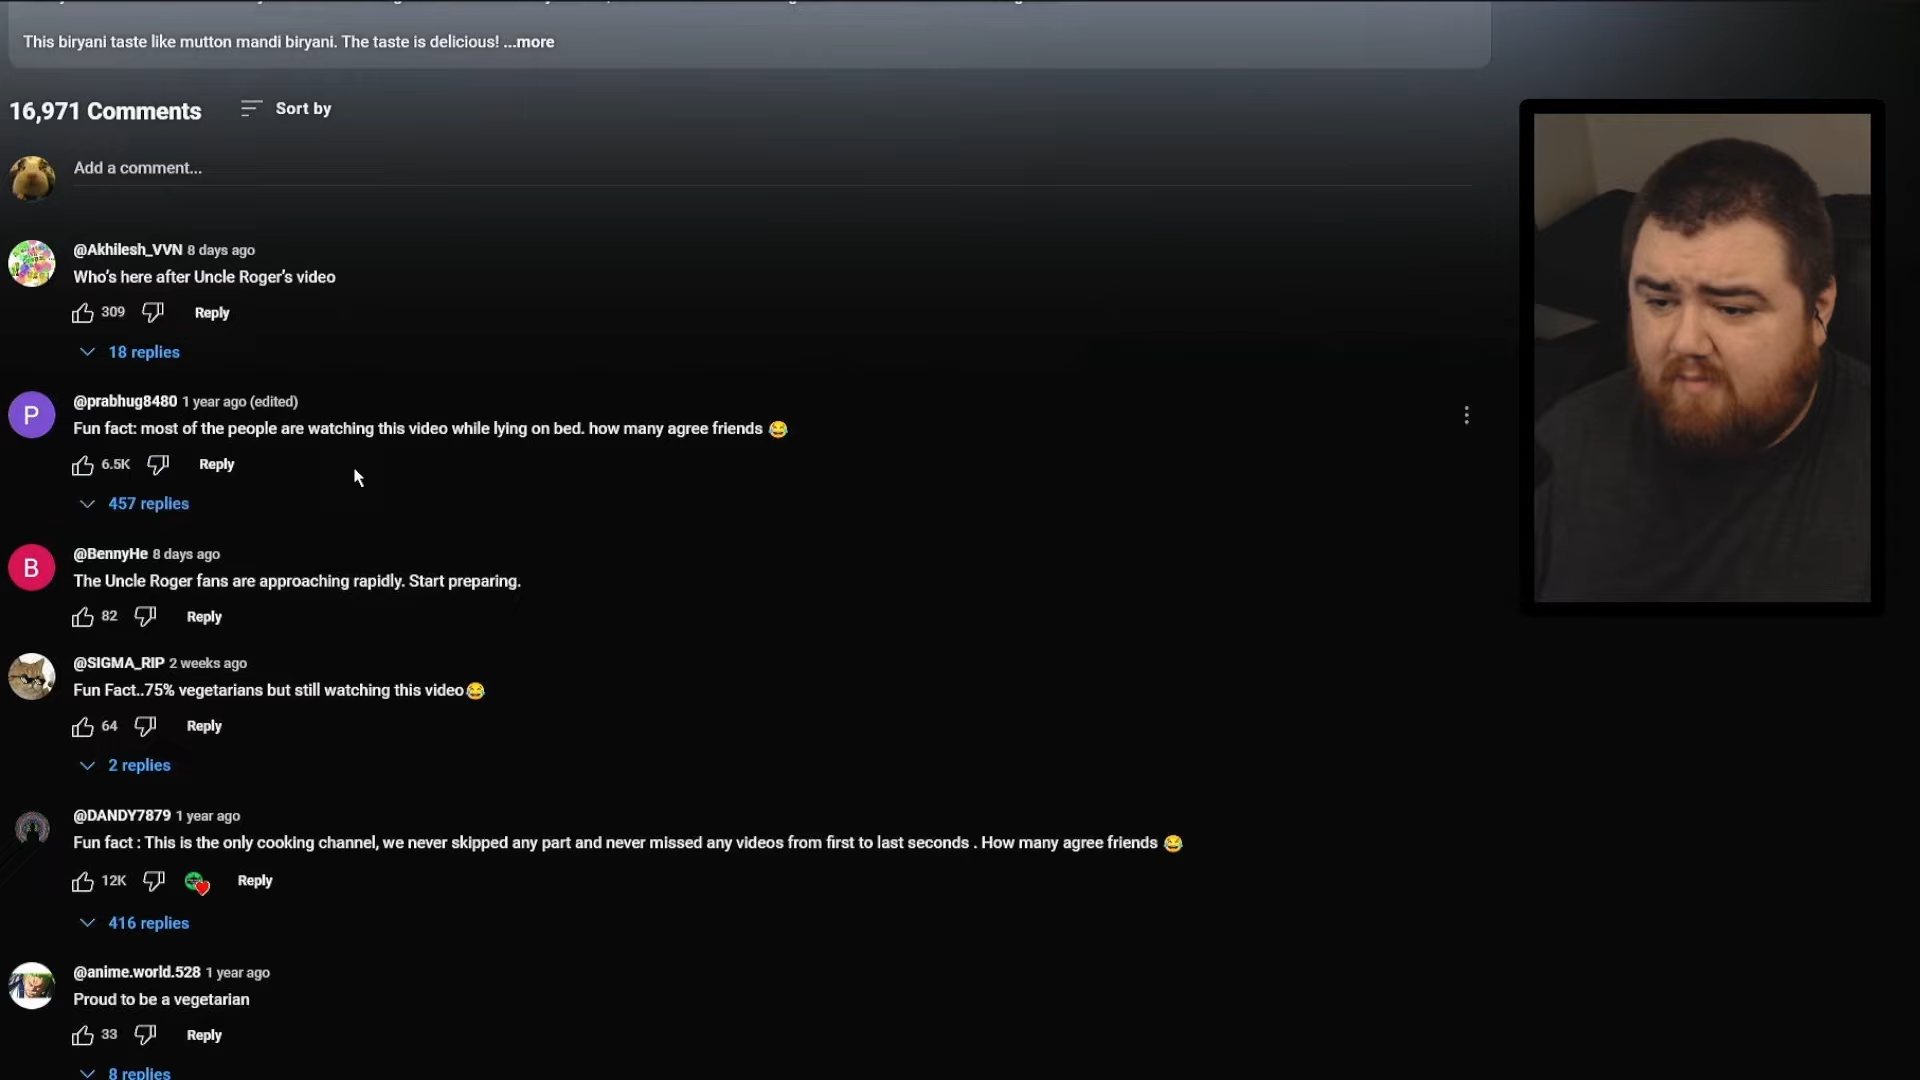 This biryani taste like mutton mandi biryani. The taste is delicious! ...more
16,971 Comments
Sort by
Add a comment...
@Akhilesh_VVN 8 days ago
Who's here after Uncle Roger's video
309
Reply
18 replies
P
@prabhug8480 1 year ago (edited)
Fun fact: most of the people are watching this video while lying on bed. how many agree friends 😂
6.5K
Reply
457 replies
B
@BennyHe 8 days ago
The Uncle Roger fans are approaching rapidly. Start preparing.
82
Reply
@SIGMA_RIP 2 weeks ago
Fun Fact..75% vegetarians but still watching this video😂
64
Reply
2 replies
@DANDY7879 1 year ago
Fun fact : This is the only cooking channel, we never skipped any part and never missed any videos from first to last seconds . How many agree friends 😂
12K
Reply
416 replies
@anime.world.528 1 year ago
Proud to be a vegetarian
33
Reply
8 replies